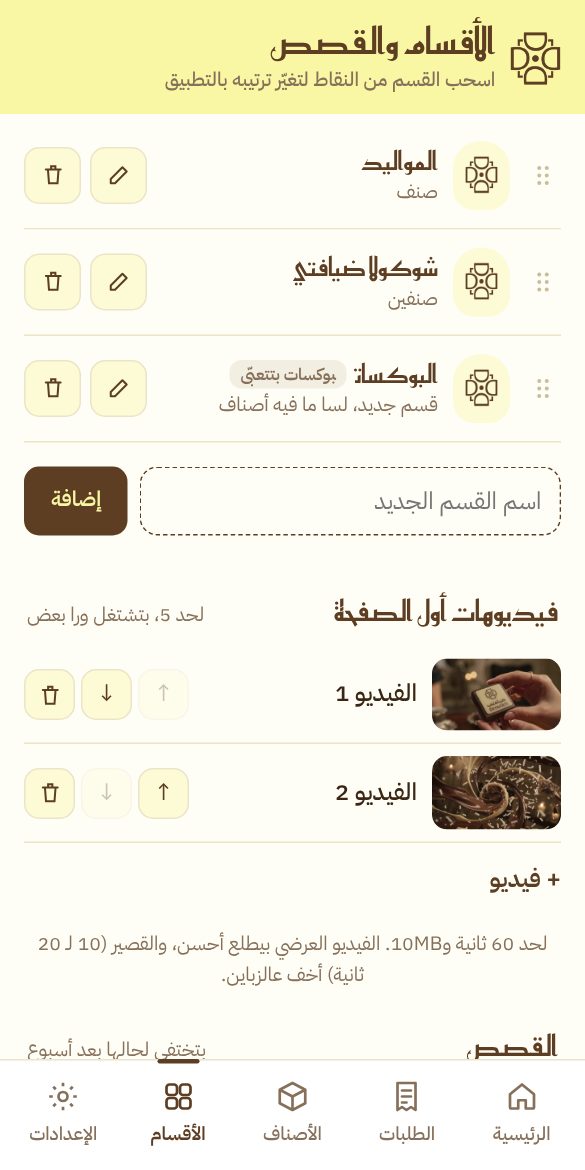 الأقسام والقصص
اسحب القسم من النقاط لتغيّر ترتيبه بالتطبيق
المواليد
صنف
شوكولا ضيافتي
صنفين
البوكسات بوكسات بتتعبّى
قسم جديد، لسا ما فيه أصناف
اسم القسم الجديد إضافة
فيديوهات أول الصفحة لحد 5، بتشتغل ورا بعض
الفيديو 1
الفيديو 2
+ فيديو
لحد 60 ثانية و10MB. الفيديو العرضي بيطلع أحسن، والقصير (10 لـ 20
ثانية) أخف عالزباين.
القصص بتختفي لحالها بعد أسبوع
الرئيسية الطلبات الأصناف الأقسام الإعدادات